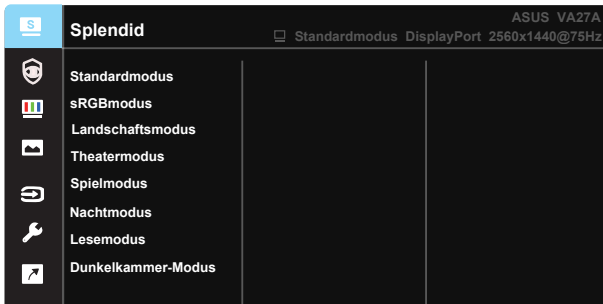 S
Splendid
ASUS VA27A
Standardmodus DisplayPort 2560x1440@75Hz
Standardmodus
sRGBmodus
Landschaftsmodus
Theatermodus
Spielmodus
Nachtmodus
Lesemodus
Dunkelkammer-Modus